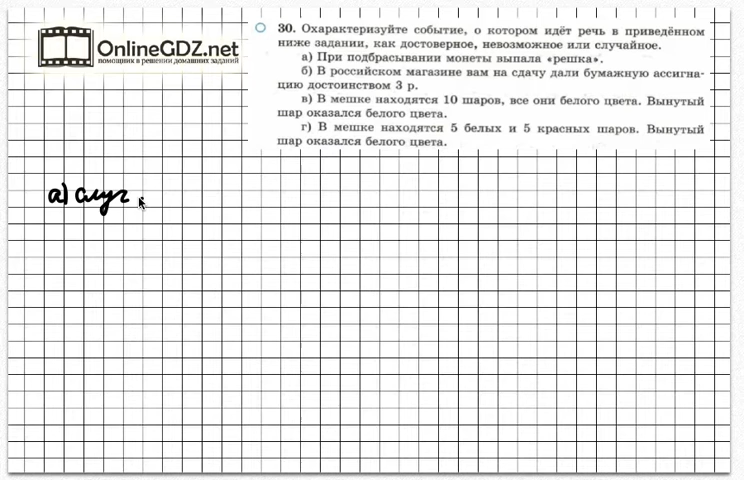 OnlineGDZ.net
помощник в решении домашних заданий
30. Охарактеризуйте событие, о котором идёт речь в приведённом
ниже задании, как достоверное, невозможное или случайное.
а) При подбрасывании монеты выпала «решка».
б) В российском магазине вам на сдачу дали бумажную ассигна-
цию достоинством 3 р.
в) В мешке находятся 10 шаров, все они белого цвета. Вынутый
шар оказался белого цвета.
г) В мешке находятся 5 белых и 5 красных шаров. Вынутый
шар оказался белого цвета.
а) случ